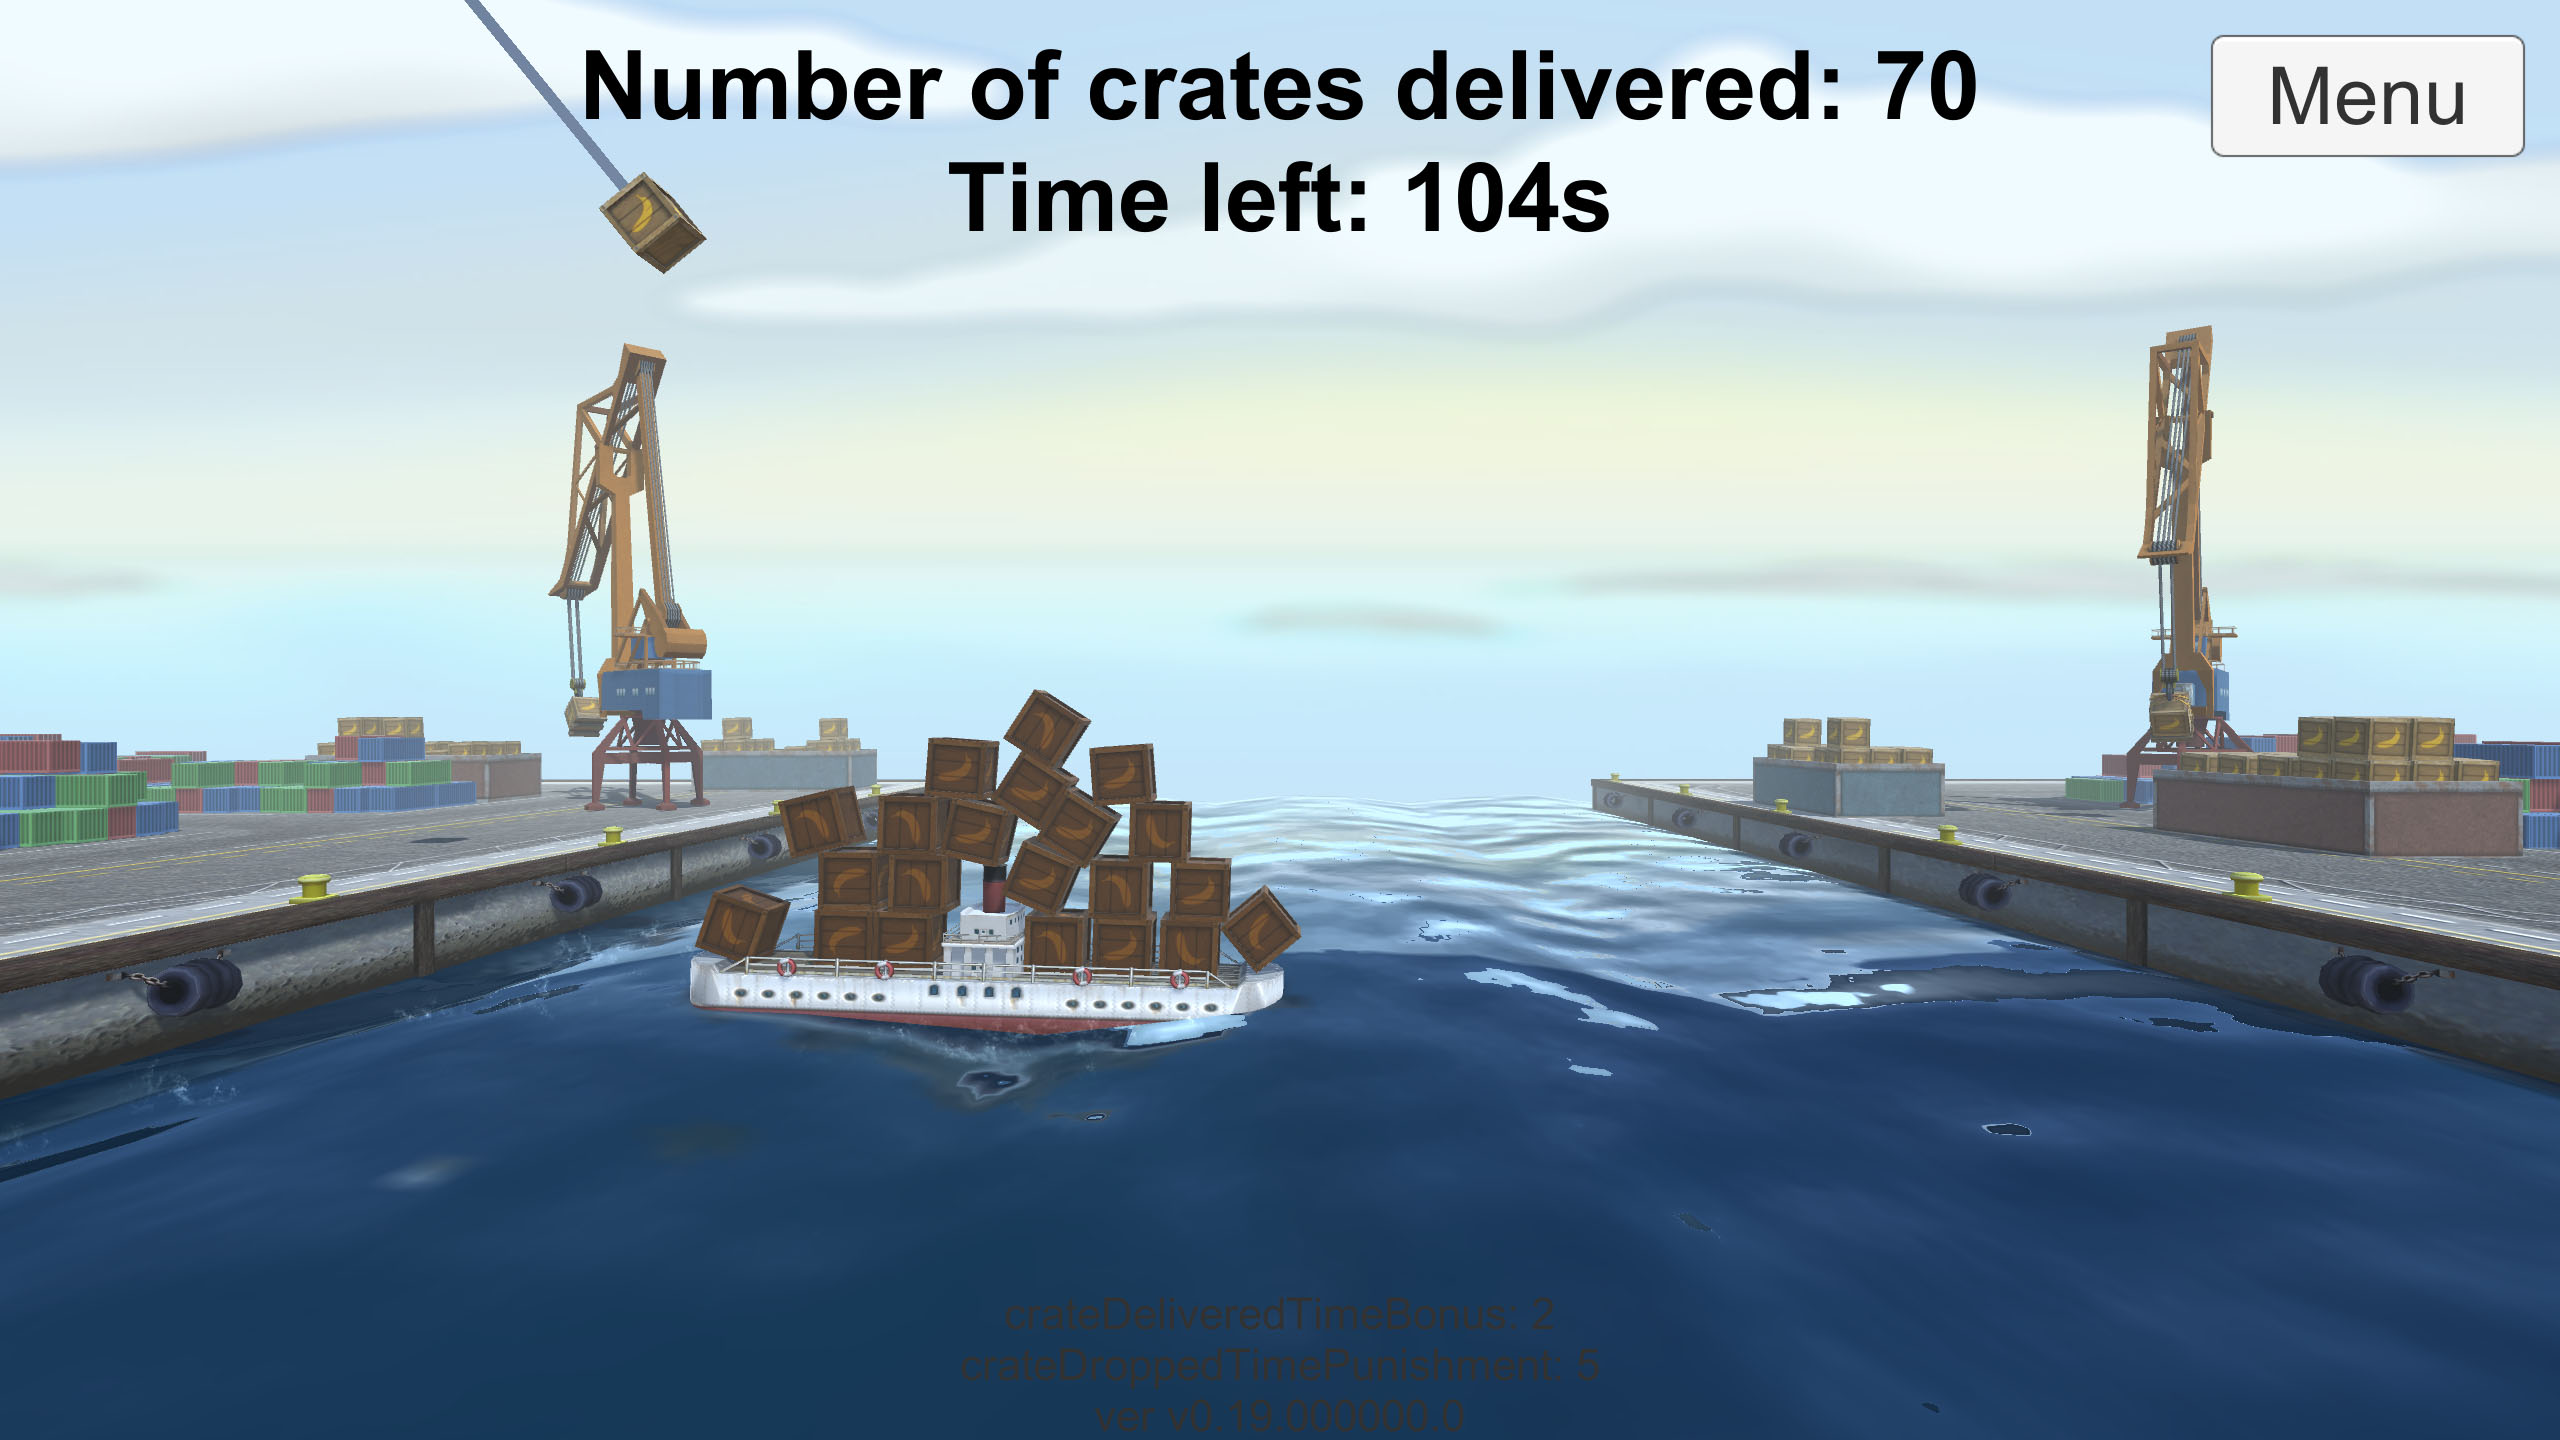 Number of crates delivered: 70
Time left: 104s
Menu
crateDeliveredTimeBonus: 2
crateDroppedTimePunishment: 5
ver v0.19.000000.0